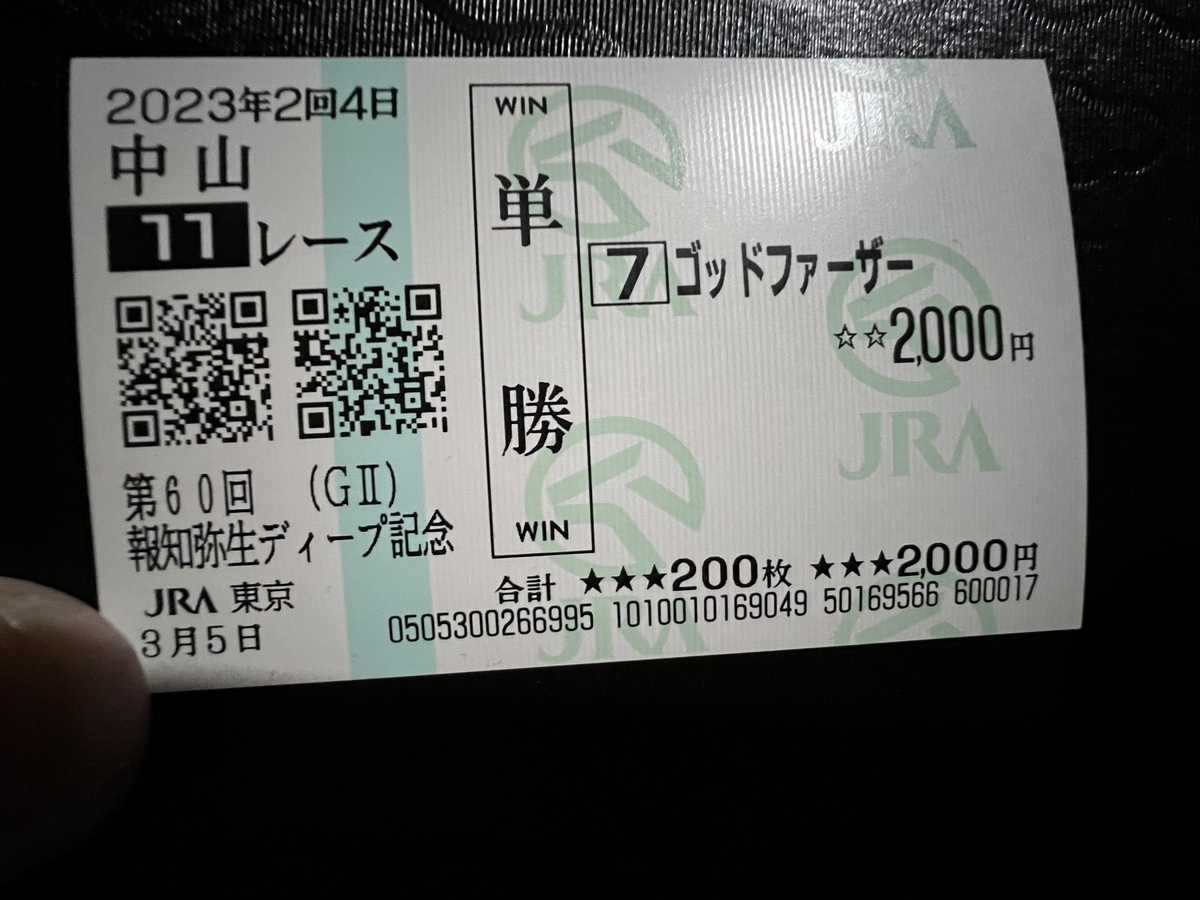 2023年2回4日
中山
11レース
第60回 (GⅡ)
報知弥生ディープ記念
JRA 東京
3月5日
WIN
単勝
WIN
7 ゴッドファーザー
☆☆2,000円
合計 ★★★200枚 ★★★2,000円
0505300266995 1010010169049 50169566 600017
JRA
JRA
JRA
JRA